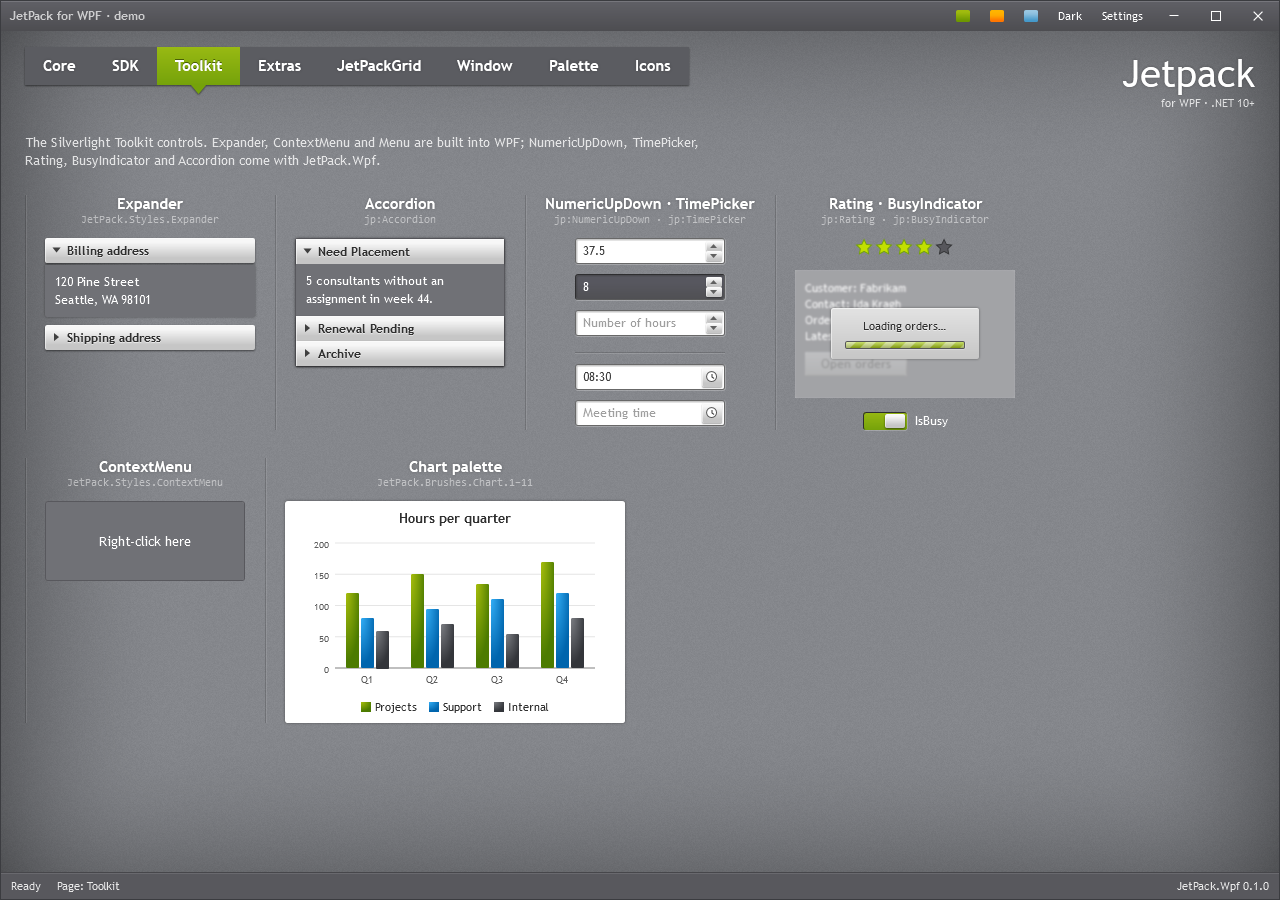 JetPack for WPF · demo
Dark Settings
Core SDK Toolkit Extras JetPackGrid Window Palette Icons
Jetpack
for WPF · .NET 10+
The Silverlight Toolkit controls. Expander, ContextMenu and Menu are built into WPF; NumericUpDown, TimePicker,
Rating, BusyIndicator and Accordion come with JetPack.Wpf.
Expander
JetPack.Styles.Expander
Billing address
120 Pine Street
Seattle, WA 98101
Shipping address
Accordion
jp:Accordion
Need Placement
5 consultants without an
assignment in week 44.
Renewal Pending
Archive
NumericUpDown · TimePicker
jp:NumericUpDown · jp:TimePicker
37.5
8
Number of hours
08:30
Meeting time
Rating · BusyIndicator
jp:Rating · jp:BusyIndicator
Customer: Fabrikam
Contact: Ida Kragh
Loading orders...
Open orders
IsBusy
ContextMenu
JetPack.Styles.ContextMenu
Right-click here
Chart palette
JetPack.Brushes.Chart.1-11
Hours per quarter
200
150
100
50
0
Q1 Q2 Q3 Q4
Projects Support Internal
Ready Page: Toolkit
JetPack.Wpf 0.1.0